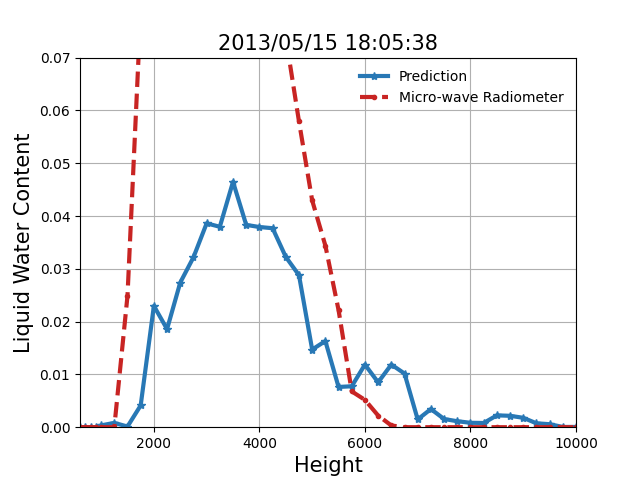 2013/05/15 18:05:38
Prediction
Micro-wave Radiometer
0.07
0.06
0.05
0.04
0.03
0.02
0.01
0.00
Liquid Water Content
2000 4000 6000 8000 10000
Height